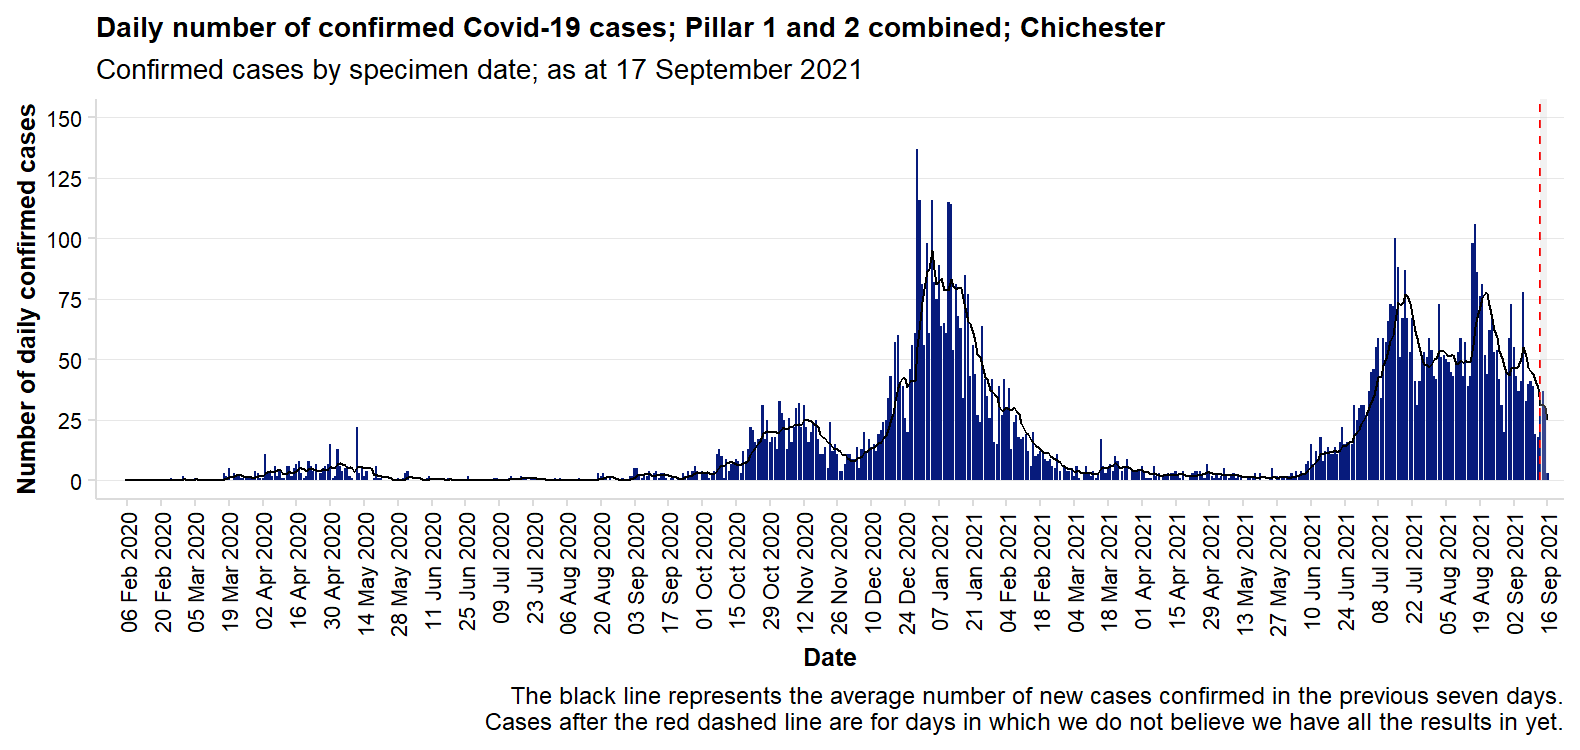 Daily number of confirmed Covid-19 cases; Pillar 1 and 2 combined; Chichester
Confirmed cases by specimen date; as at 17 September 2021
Number of daily confirmed cases
150
125
100
75
50
25
0
06 Feb 2020
20 Feb 2020
05 Mar 2020
19 Mar 2020
02 Apr 2020
16 Apr 2020
30 Apr 2020
14 May 2020
28 May 2020
11 Jun 2020
25 Jun 2020
09 Jul 2020
23 Jul 2020
06 Aug 2020
20 Aug 2020
03 Sep 2020
17 Sep 2020
01 Oct 2020
15 Oct 2020
29 Oct 2020
12 Nov 2020
26 Nov 2020
10 Dec 2020
24 Dec 2020
07 Jan 2021
21 Jan 2021
04 Feb 2021
18 Feb 2021
04 Mar 2021
18 Mar 2021
01 Apr 2021
15 Apr 2021
29 Apr 2021
13 May 2021
27 May 2021
10 Jun 2021
24 Jun 2021
08 Jul 2021
22 Jul 2021
05 Aug 2021
19 Aug 2021
02 Sep 2021
16 Sep 2021
Date
The black line represents the average number of new cases confirmed in the previous seven days.
Cases after the red dashed line are for days in which we do not believe we have all the results in yet.